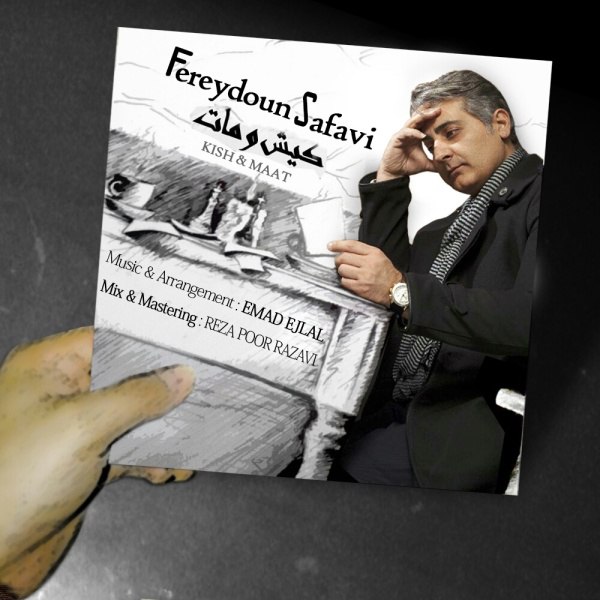 Fereydoun Safavi
کیش و مات
KISH & MAAT
Music & Arrangement : EMAD EJLAL
Mix & Mastering : REZA POOR RAZAVI